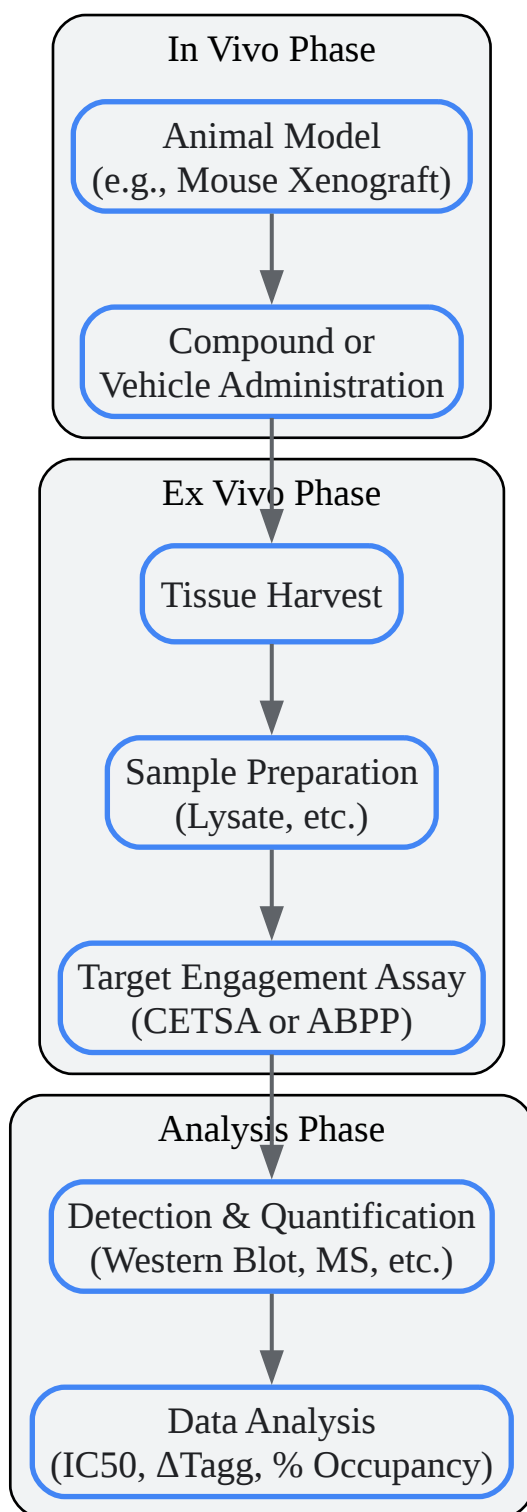 In Vivo Phase
Animal Model
(e.g., Mouse Xenograft)
Compound or
Vehicle Administration
Ex Vivo Phase
Tissue Harvest
Sample Preparation
(Lysate, etc.)
Target Engagement Assay
(CETSA or ABPP)
Analysis Phase
Detection & Quantification
(Western Blot, MS, etc.)
Data Analysis
(IC50, ΔTagg, % Occupancy)